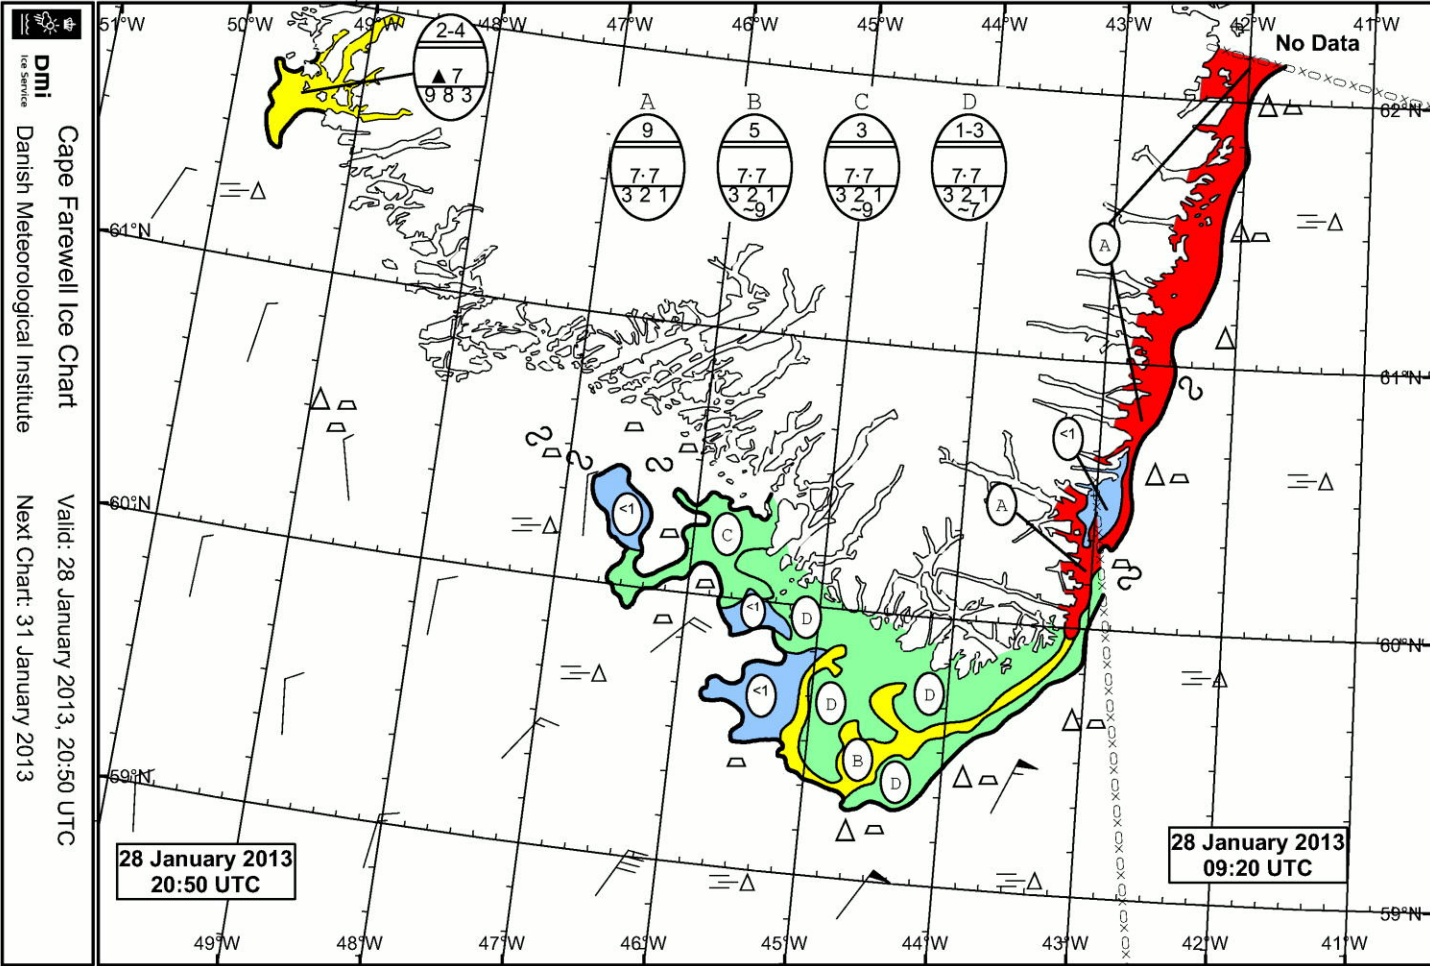 51°W 50°W 49°W 48°W 47°W 46°W 45°W 44°W 43°W 42°W 41°W
No Data
2-4
▲ 7
9 8 3
A B C D
9 5 3 1-3
7·7 7·7 7·7 7·7
3 2 1 3 2 1 3 2 1 3 2 1
~9 ~9 ~7
62°N
61°N
A
61°N
<1
A
60°N
<1
C
<1
D
60°N
<1
D
D
B
D
59°N
59°N
28 January 2013
20:50 UTC
28 January 2013
09:20 UTC
49°W 48°W 47°W 46°W 45°W 44°W 43°W 42°W 41°W
DMI
Ice Service
Cape Farewell Ice Chart
Danish Meteorological Institute
Valid: 28 January 2013, 20:50 UTC
Next Chart: 31 January 2013